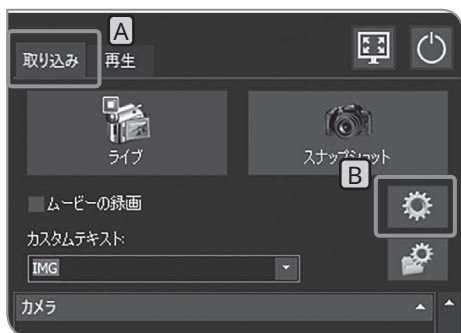 A
取り込み 再生
ライブ スナップショット
B
ムービーの録画
カスタムテキスト:
IMG
カメラ